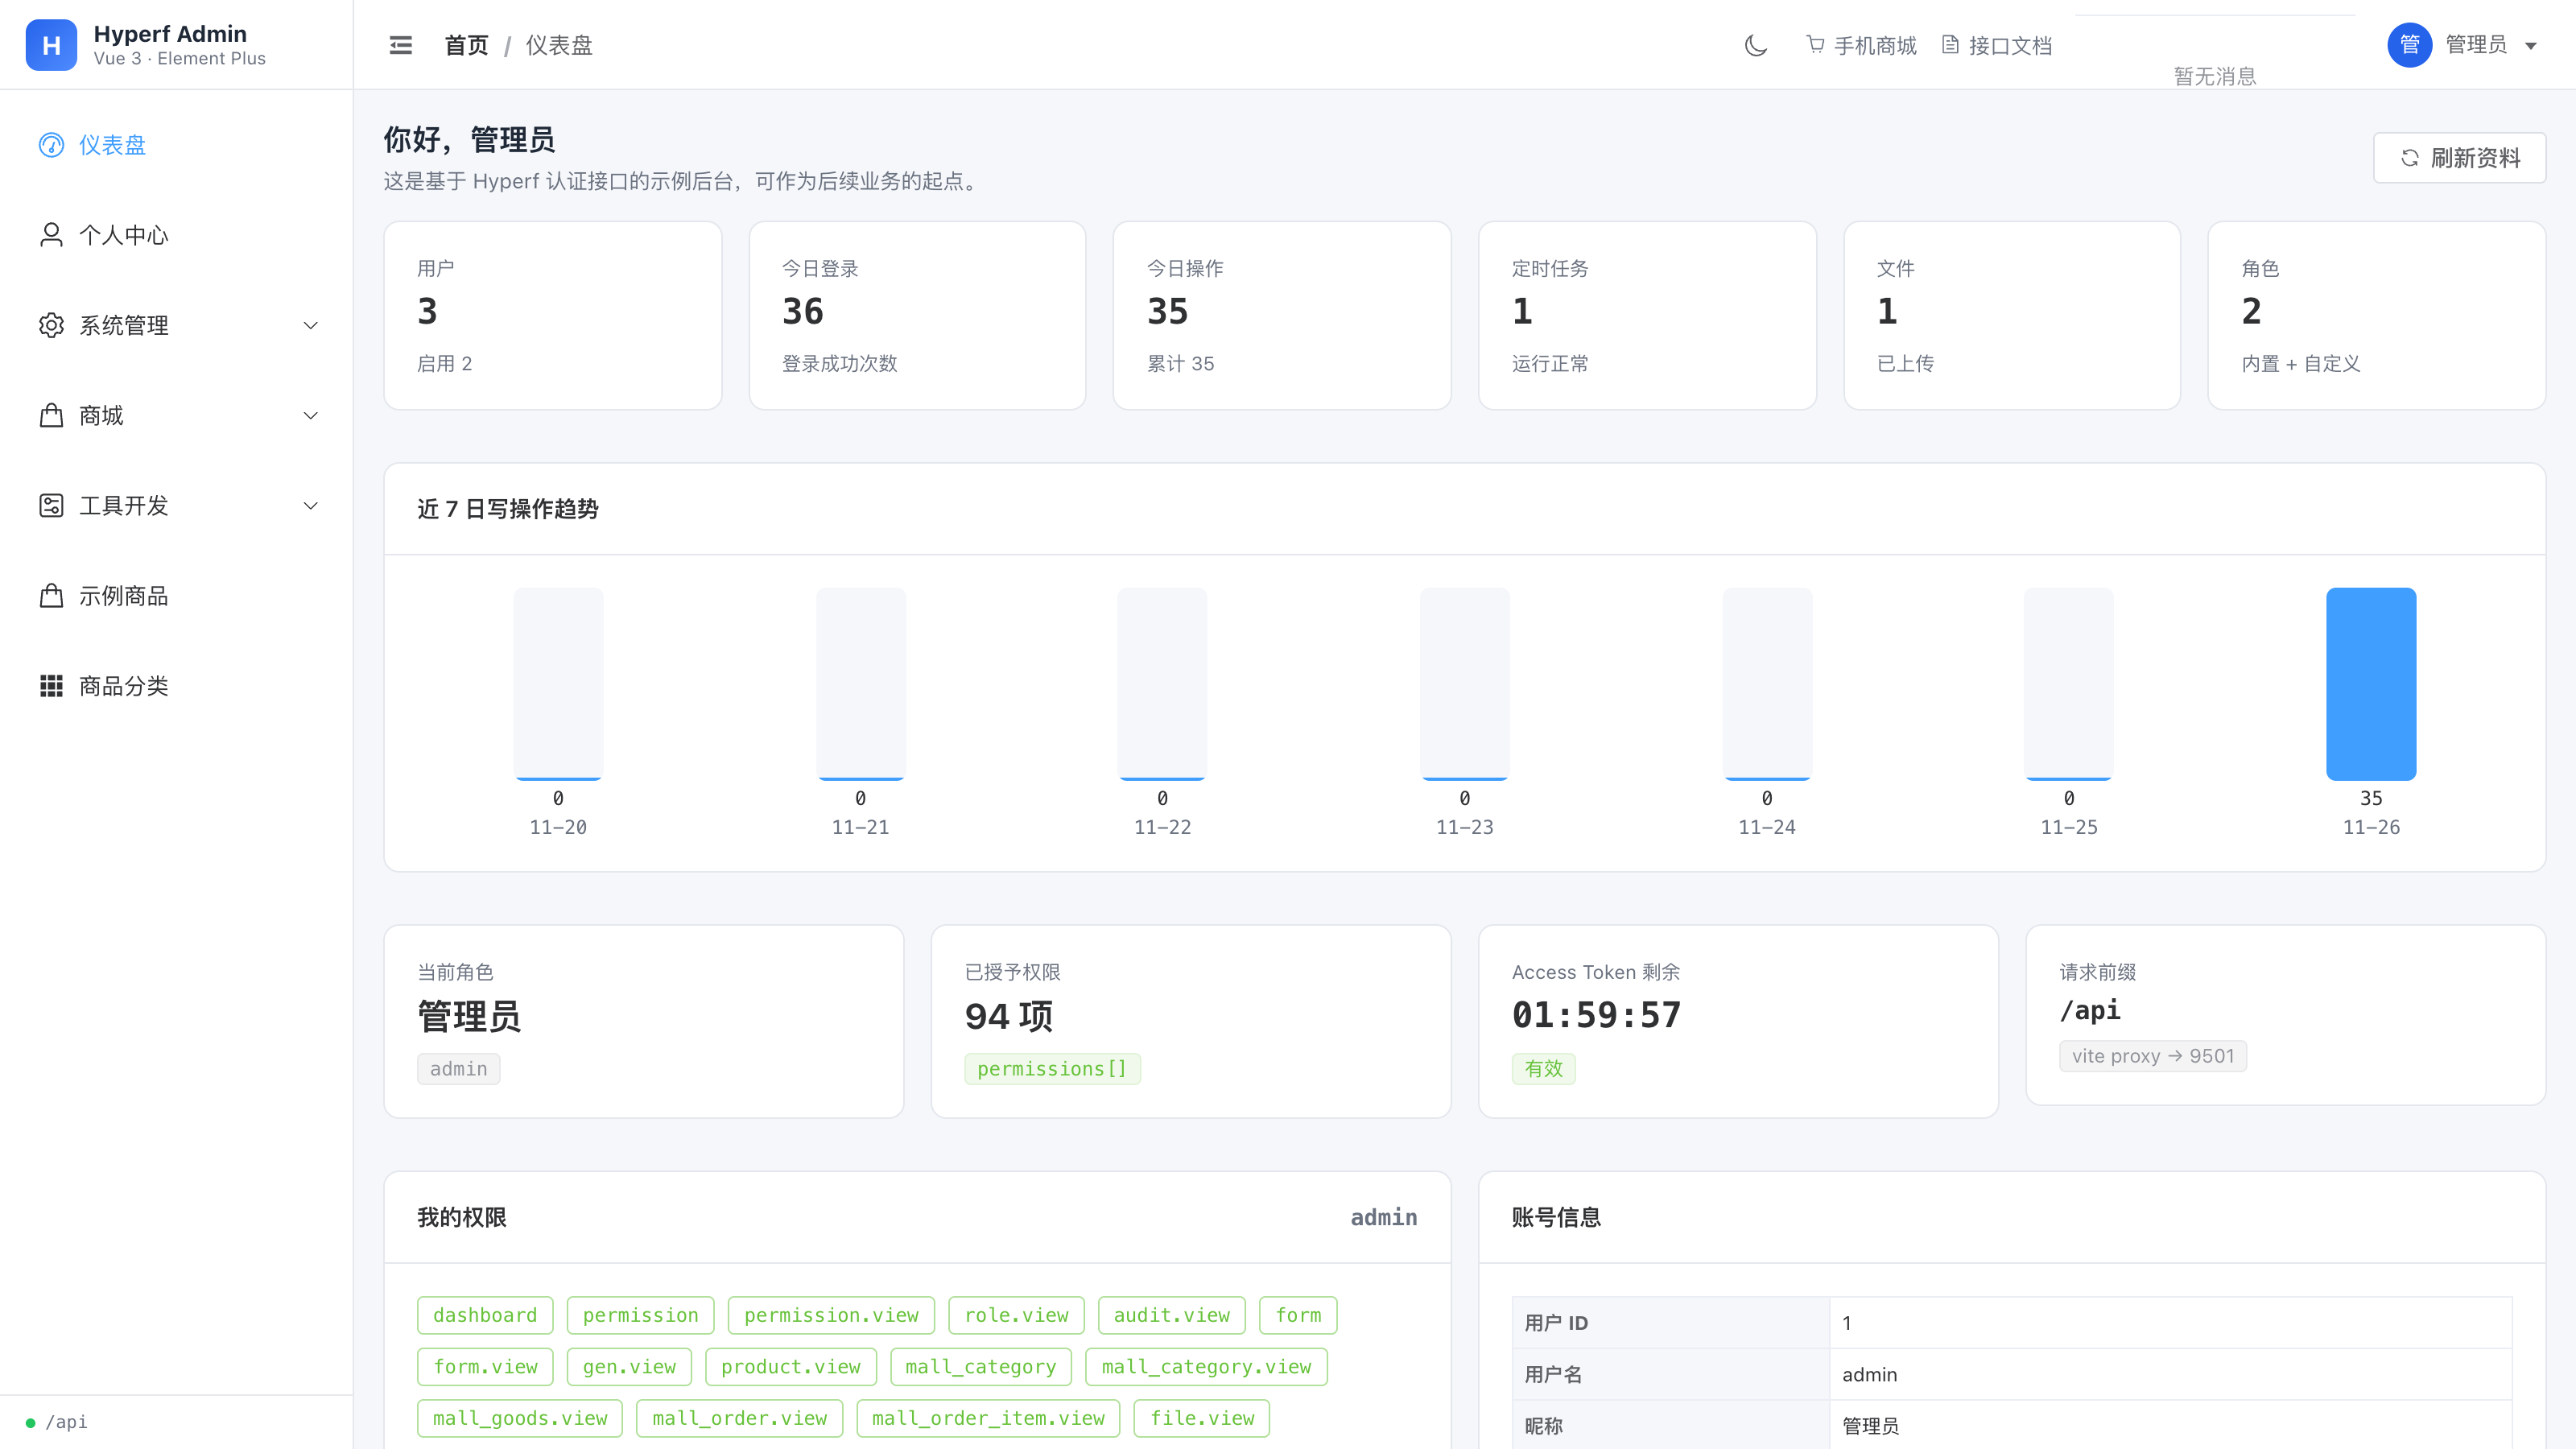 H
Hyperf Admin
Vue 3 · Element Plus
仪表盘
个人中心
系统管理
商城
工具开发
示例商品
商品分类
/api
首页 / 仪表盘
手机商城
接口文档
暂无消息
管 管理员
你好，管理员
这是基于 Hyperf 认证接口的示例后台，可作为后续业务的起点。
刷新资料
用户
3
启用 2
今日登录
36
登录成功次数
今日操作
35
累计 35
定时任务
1
运行正常
文件
1
已上传
角色
2
内置 + 自定义
近 7 日写操作趋势
0 0 0 0 0 0 35
11-20 11-21 11-22 11-23 11-24 11-25 11-26
当前角色
管理员
admin
已授予权限
94 项
permissions[]
Access Token 剩余
01:59:57
有效
请求前缀
/api
vite proxy → 9501
我的权限 admin
dashboard permission permission.view role.view audit.view form
form.view gen.view product.view mall_category mall_category.view
mall_goods.view mall_order.view mall_order_item.view file.view
账号信息
用户 ID 1
用户名 admin
昵称 管理员